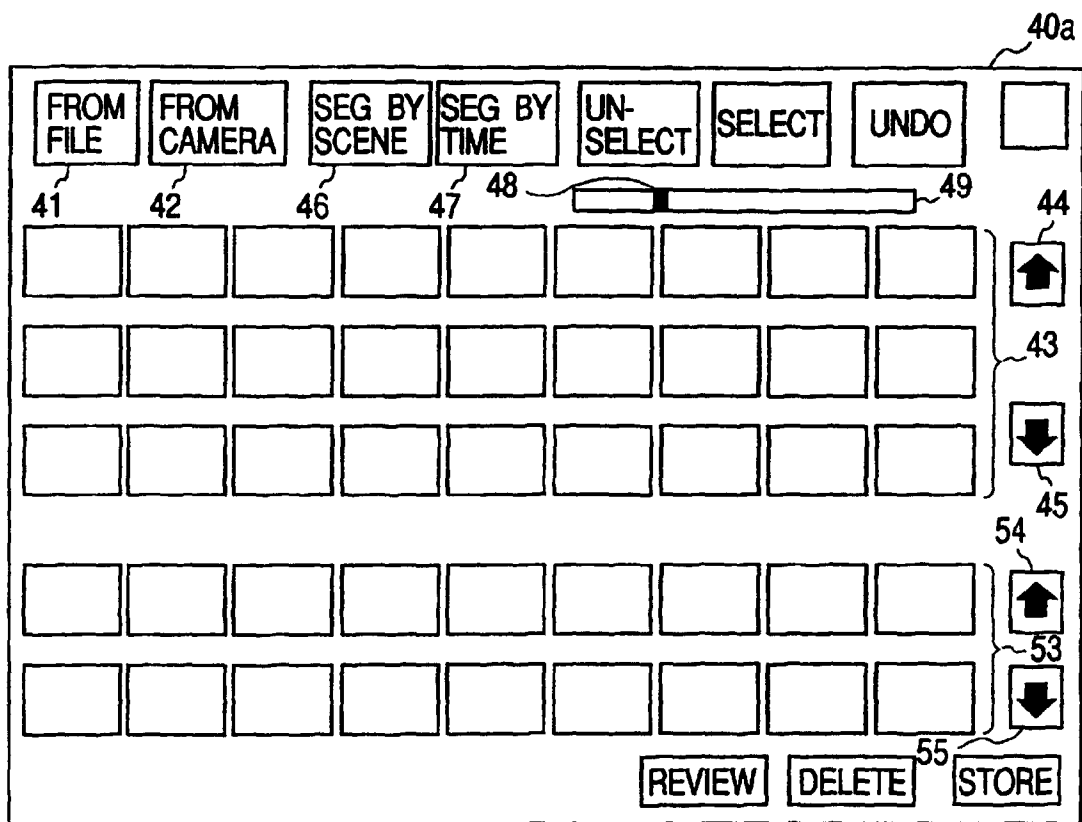 40a
FROM FILE
FROM CAMERA
SEG BY SCENE
SEG BY TIME
UN-SELECT
SELECT
UNDO
41
42
46
47
48
49
44
43
45
54
53
55
REVIEW
DELETE
STORE